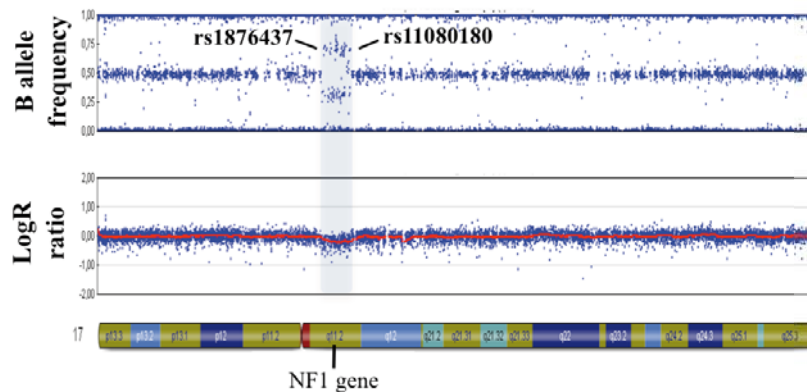 B allele frequency
1,00
0,75
0,50
0,25
0,00
rs1876437
rs11080180
LogR ratio
2,00
1,00
0,00
-1,00
-2,00
17
p13.3 p13.2 p13.1 p12 p11.2 q11.2 q12 q21.2 q21.31 q21.32 q21.33 q22 q23.2 q24.2 q24.3 q25.1 q25.3
NF1 gene